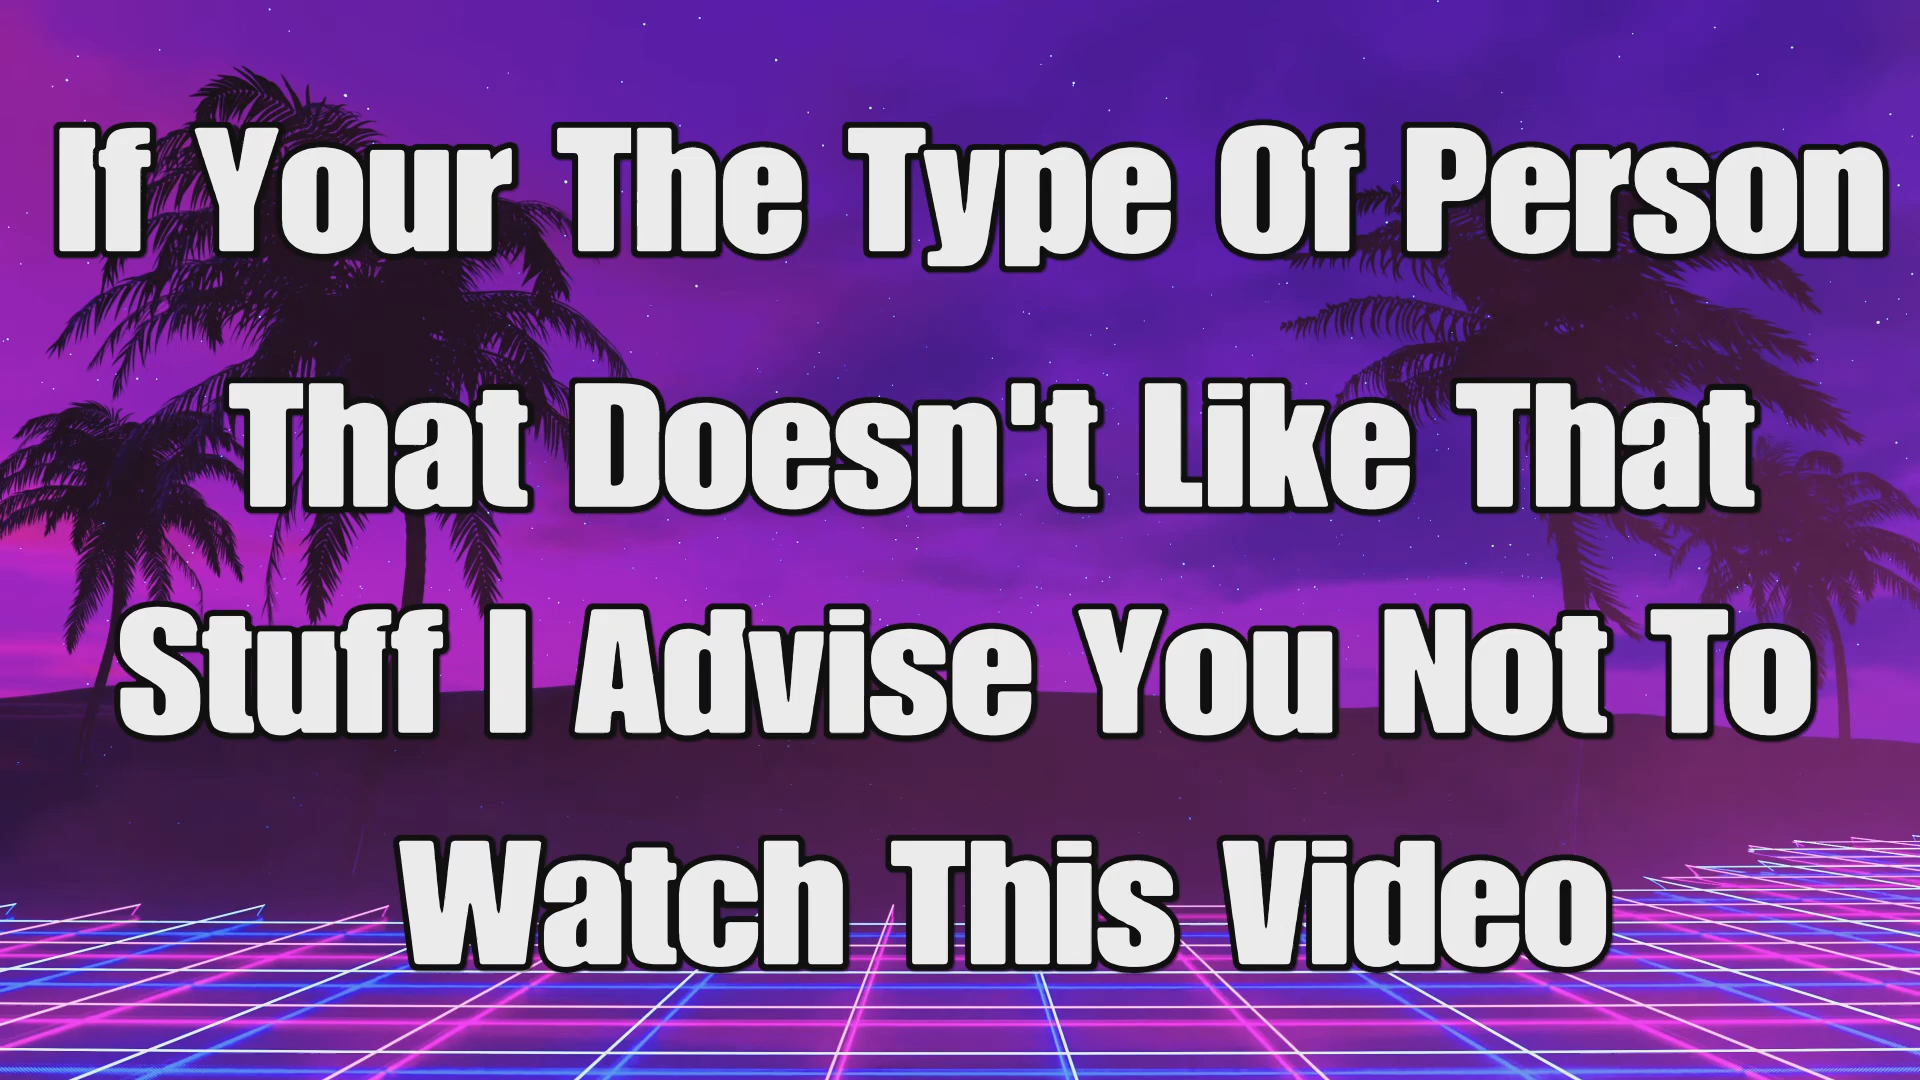 If Your The Type Of Person
That Doesn't Like That
Stuff I Advise You Not To
Watch This Video